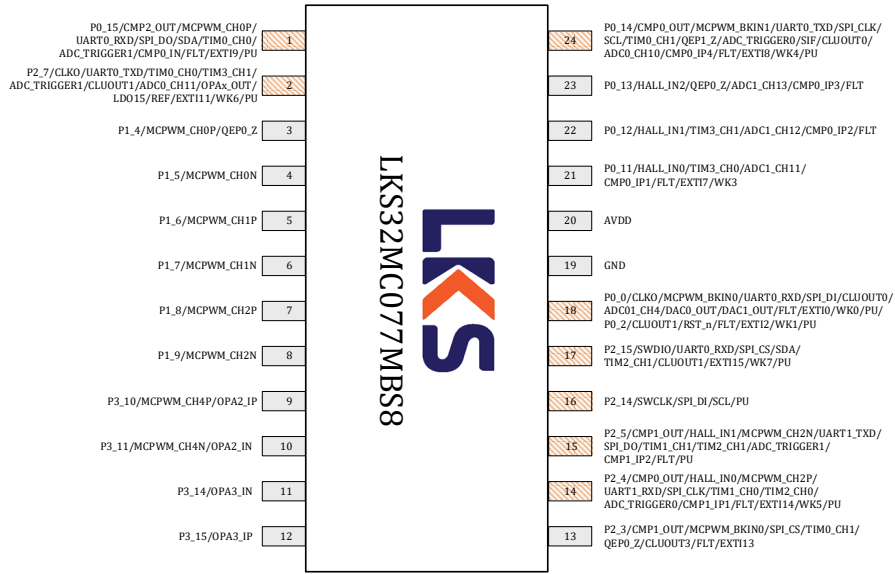 P0_15/CMP2_OUT/MCPWM_CH0P/
UART0_RXD/SPI_DO/SDA/TIM0_CH0/
ADC_TRIGGER1/CMP0_IN/FLT/EXTI9/PU
1
P2_7/CLKO/UART0_TXD/TIM0_CH0/TIM3_CH1/
ADC_TRIGGER1/CLUOUT1/ADC0_CH11/OPAx_OUT/
LDO15/REF/EXTI11/WK6/PU
2
P1_4/MCPWM_CH0P/QEP0_Z
3
P1_5/MCPWM_CH0N
4
P1_6/MCPWM_CH1P
5
P1_7/MCPWM_CH1N
6
P1_8/MCPWM_CH2P
7
P1_9/MCPWM_CH2N
8
P3_10/MCPWM_CH4P/OPA2_IP
9
P3_11/MCPWM_CH4N/OPA2_IN
10
P3_14/OPA3_IN
11
P3_15/OPA3_IP
12
LKS32MC077MBS8
LKS
24
P0_14/CMP0_OUT/MCPWM_BKIN1/UART0_TXD/SPI_CLK/
SCL/TIM0_CH1/QEP1_Z/ADC_TRIGGER0/SIF/CLUOUT0/
ADC0_CH10/CMP0_IP4/FLT/EXTI8/WK4/PU
23
P0_13/HALL_IN2/QEP0_Z/ADC1_CH13/CMP0_IP3/FLT
22
P0_12/HALL_IN1/TIM3_CH1/ADC1_CH12/CMP0_IP2/FLT
21
P0_11/HALL_IN0/TIM3_CH0/ADC1_CH11/
CMP0_IP1/FLT/EXTI7/WK3
20
AVDD
19
GND
18
P0_0/CLKO/MCPWM_BKIN0/UART0_RXD/SPI_DI/CLUOUT0/
ADC01_CH4/DAC0_OUT/DAC1_OUT/FLT/EXTI0/WK0/PU/
P0_2/CLUOUT1/RST_n/FLT/EXTI2/WK1/PU
17
P2_15/SWDIO/UART0_RXD/SPI_CS/SDA/
TIM2_CH1/CLUOUT1/EXTI15/WK7/PU
16
P2_14/SWCLK/SPI_DI/SCL/PU
15
P2_5/CMP1_OUT/HALL_IN1/MCPWM_CH2N/UART1_TXD/
SPI_DO/TIM1_CH1/TIM2_CH1/ADC_TRIGGER1/
CMP1_IP2/FLT/PU
14
P2_4/CMP0_OUT/HALL_IN0/MCPWM_CH2P/
UART1_RXD/SPI_CLK/TIM1_CH0/TIM2_CH0/
ADC_TRIGGER0/CMP1_IP1/FLT/EXTI14/WK5/PU
13
P2_3/CMP1_OUT/MCPWM_BKIN0/SPI_CS/TIM0_CH1/
QEP0_Z/CLUOUT3/FLT/EXTI13